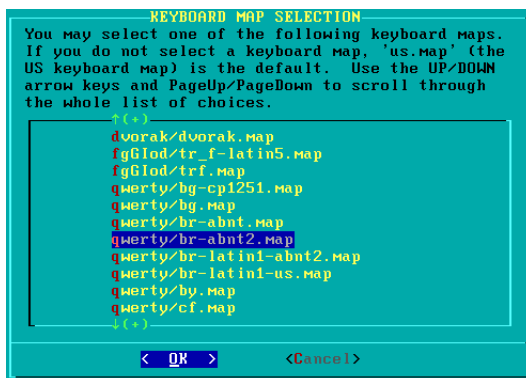 KEYBOARD MAP SELECTION
You may select one of the following keyboard maps.
If you do not select a keyboard map, 'us.map' (the
US keyboard map) is the default.  Use the UP/DOWN
arrow keys and PageUp/PageDown to scroll through
the whole list of choices.
↑(+)
dvorak/dvorak.map
fgGIod/tr_f-latin5.map
fgGIod/trf.map
qwerty/bg-cp1251.map
qwerty/bg.map
qwerty/br-abnt.map
qwerty/br-abnt2.map
qwerty/br-latin1-abnt2.map
qwerty/br-latin1-us.map
qwerty/by.map
qwerty/cf.map
↓(+)
< OK > <Cancel>